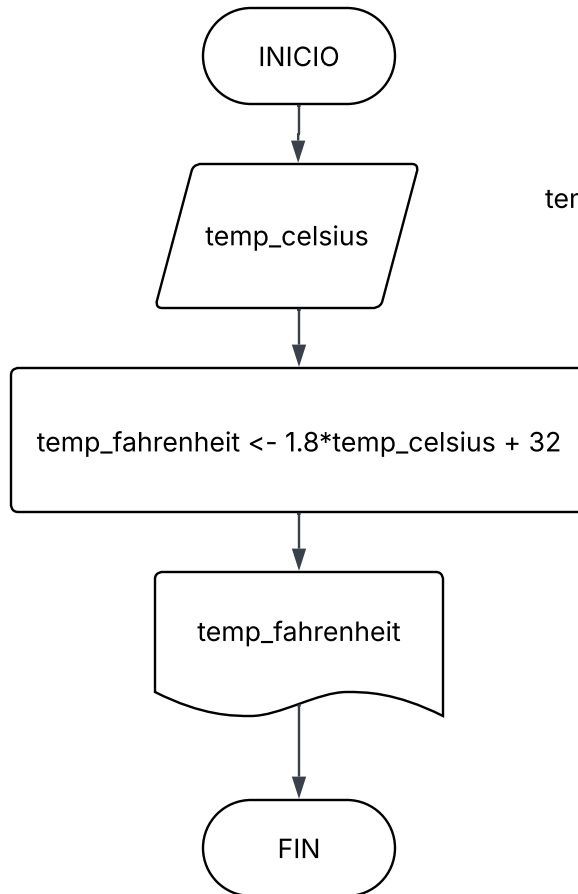 INICIO
temp_celsius
temp_fahrenheit <- 1.8*temp_celsius + 32
temp_fahrenheit
FIN